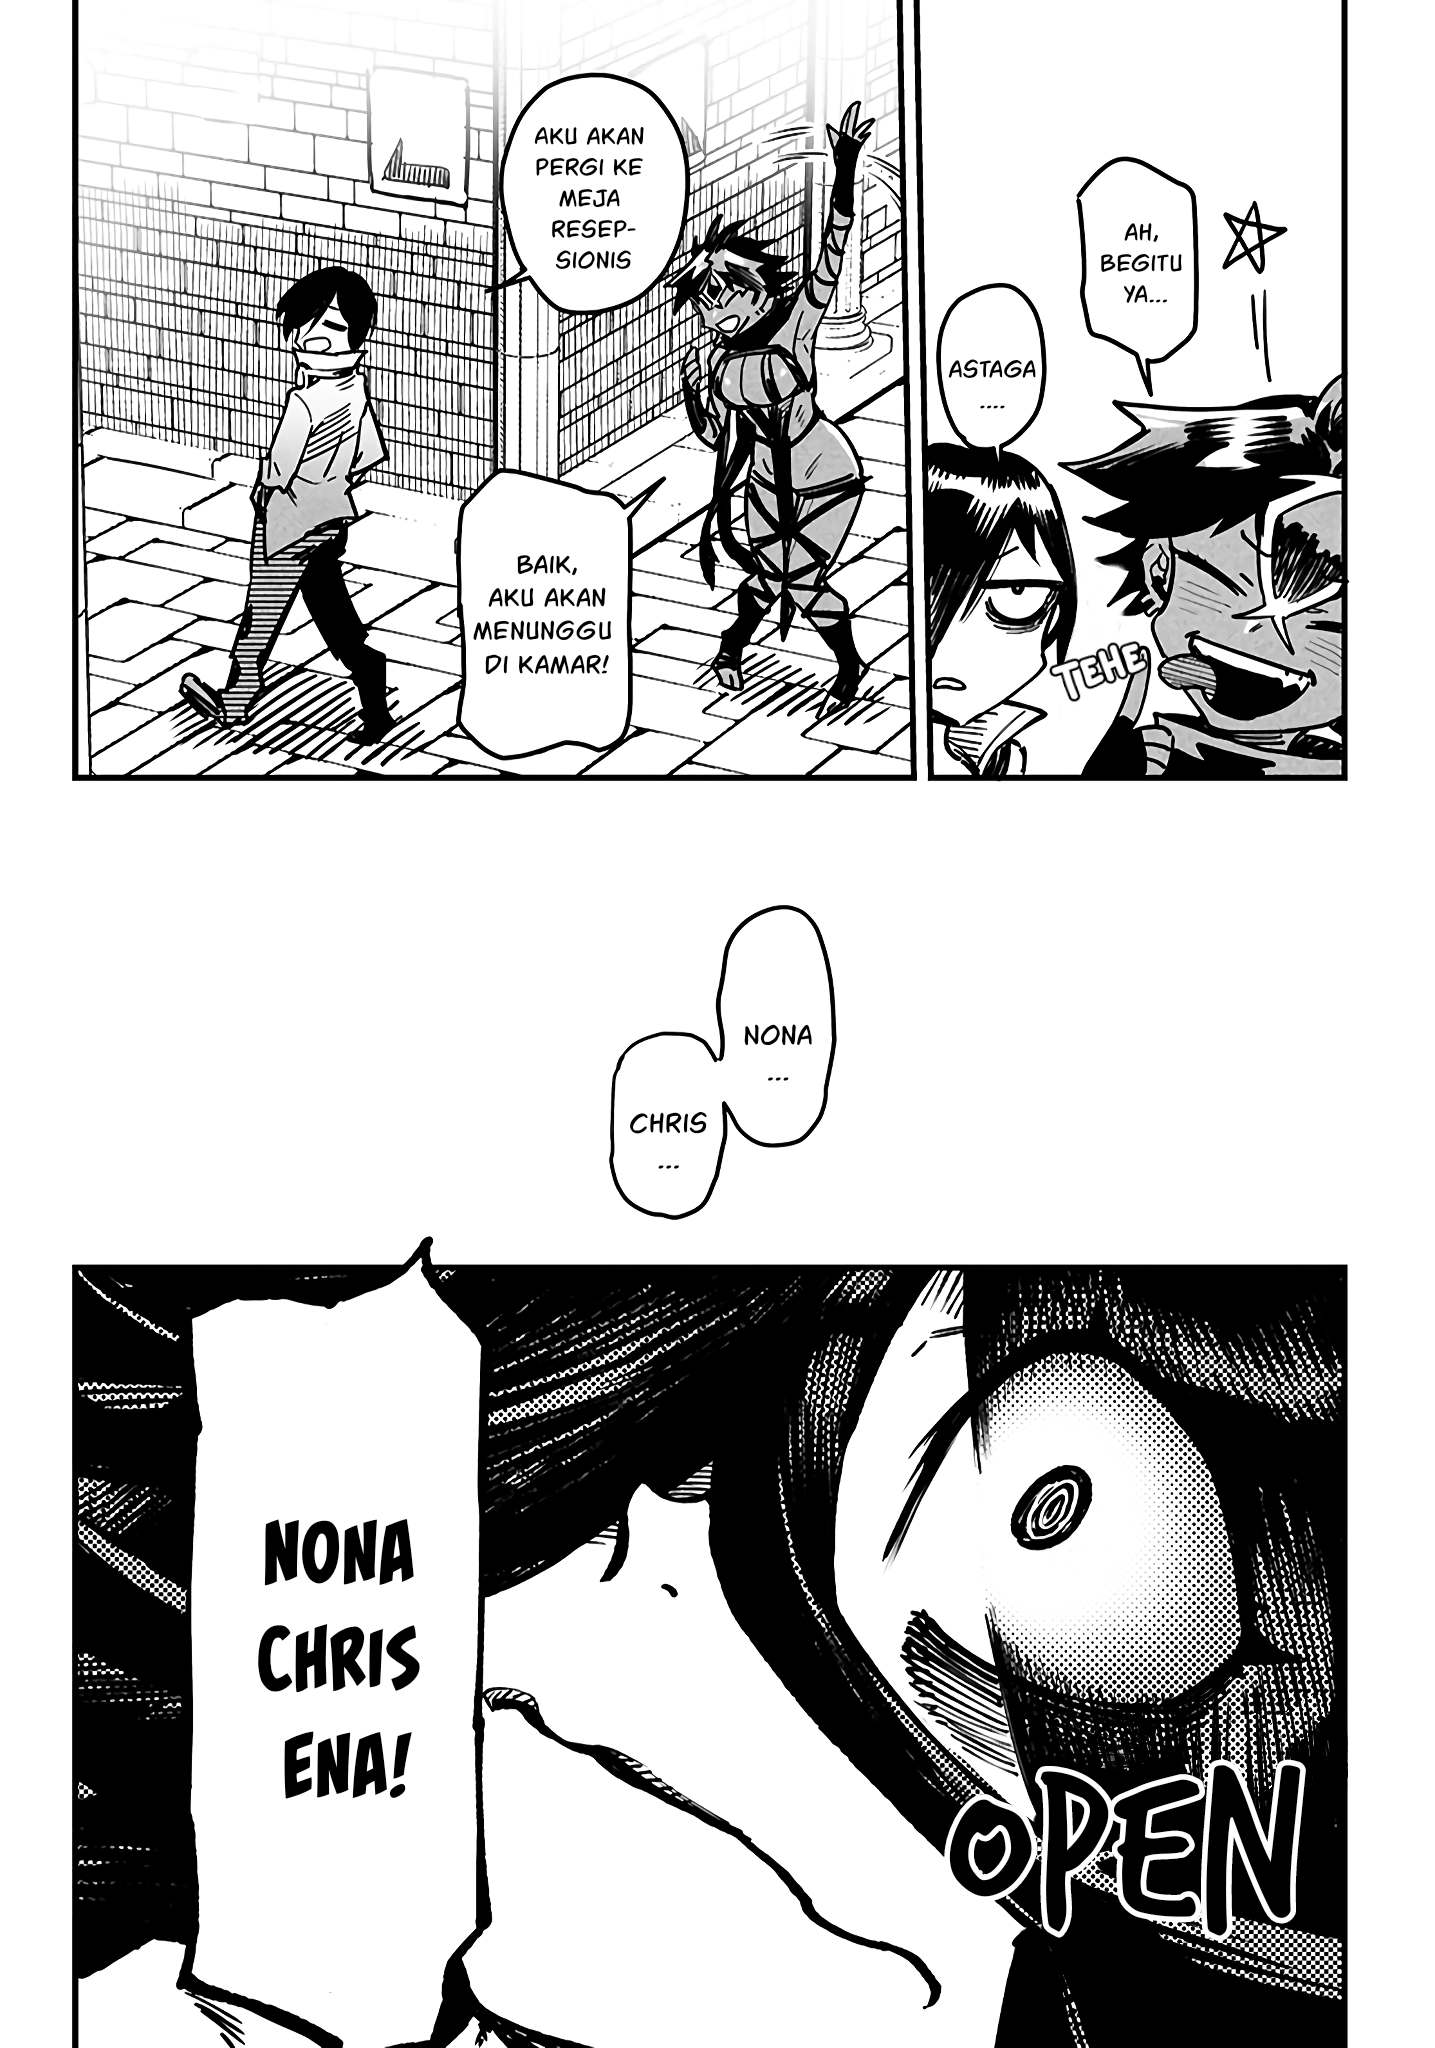 AH,
BEGITU
YA...
ASTAGA
....
TEHE
AKU AKAN
PERGI KE
MEJA
RESEP-
SIONIS
BAIK,
AKU AKAN
MENUNGGU
DI KAMAR!
NONA
...
CHRIS
...
OPEN
NONA
CHRIS
ENA!